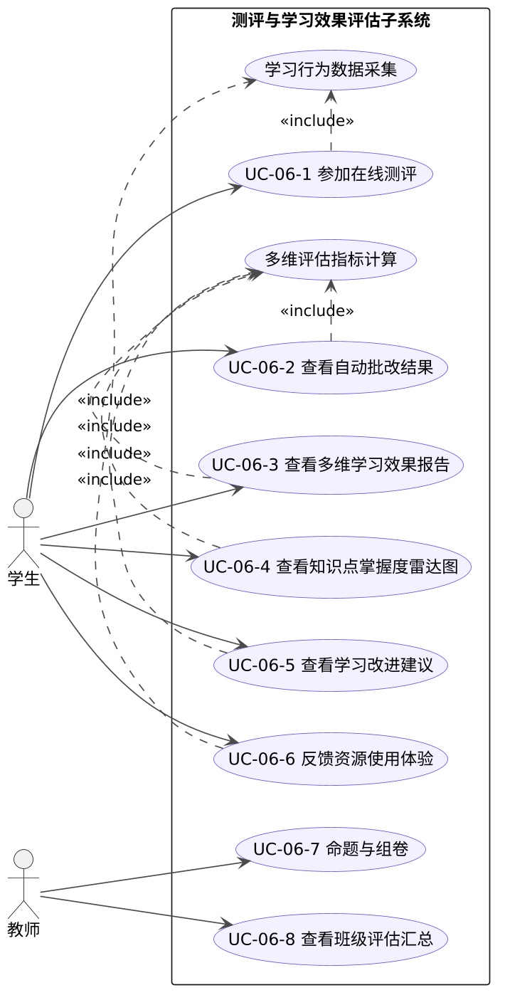 测评与学习效果评估子系统
学习行为数据采集
«include»
UC-06-1 参加在线测评
多维评估指标计算
«include»
UC-06-2 查看自动批改结果
«include»
«include»
«include»
«include»
UC-06-3 查看多维学习效果报告
学生
UC-06-4 查看知识点掌握度雷达图
UC-06-5 查看学习改进建议
UC-06-6 反馈资源使用体验
UC-06-7 命题与组卷
教师
UC-06-8 查看班级评估汇总